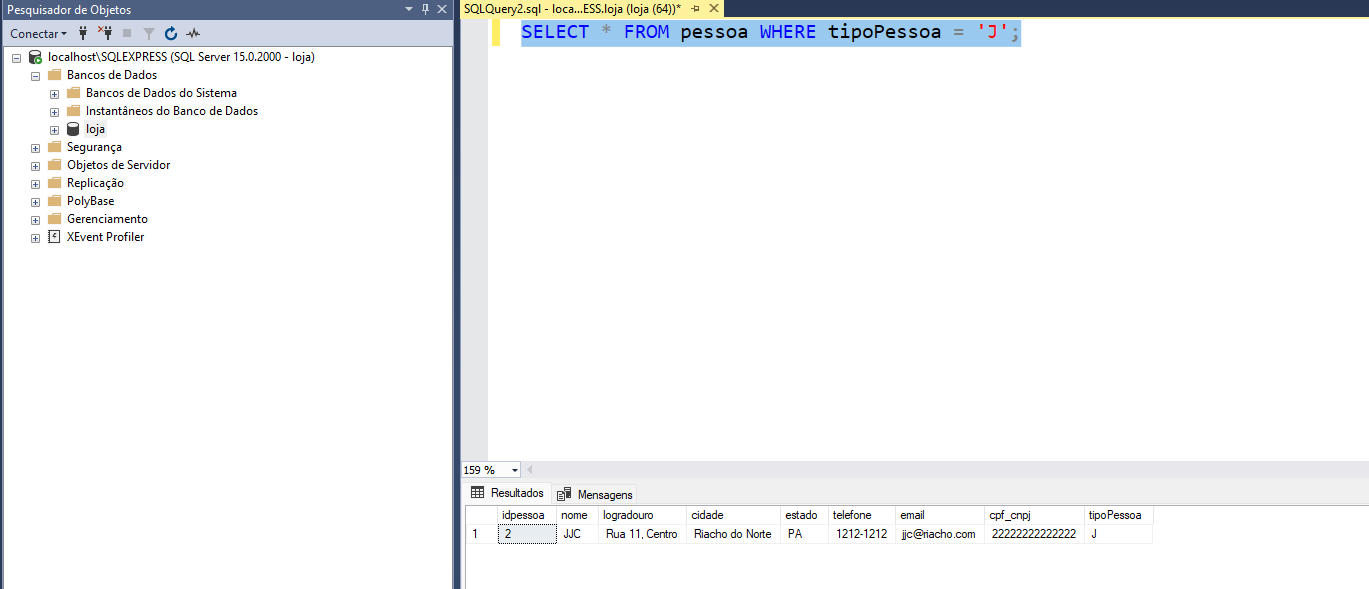 Pesquisador de Objetos
Conectar
localhost\SQLEXPRESS (SQL Server 15.0.2000 - loja)
Bancos de Dados
Bancos de Dados do Sistema
Instantâneos do Banco de Dados
loja
Segurança
Objetos de Servidor
Replicação
PolyBase
Gerenciamento
XEvent Profiler
SQLQuery2.sql - loca...ESS.loja (loja (64))*
SELECT * FROM pessoa WHERE tipoPessoa = 'J';
159 %
Resultados Mensagens
idpessoa nome logradouro cidade estado telefone email cpf_cnpj tipoPessoa
1 2 JJC Rua 11, Centro Riacho do Norte PA 1212-1212 jjc@riacho.com 22222222222222 J